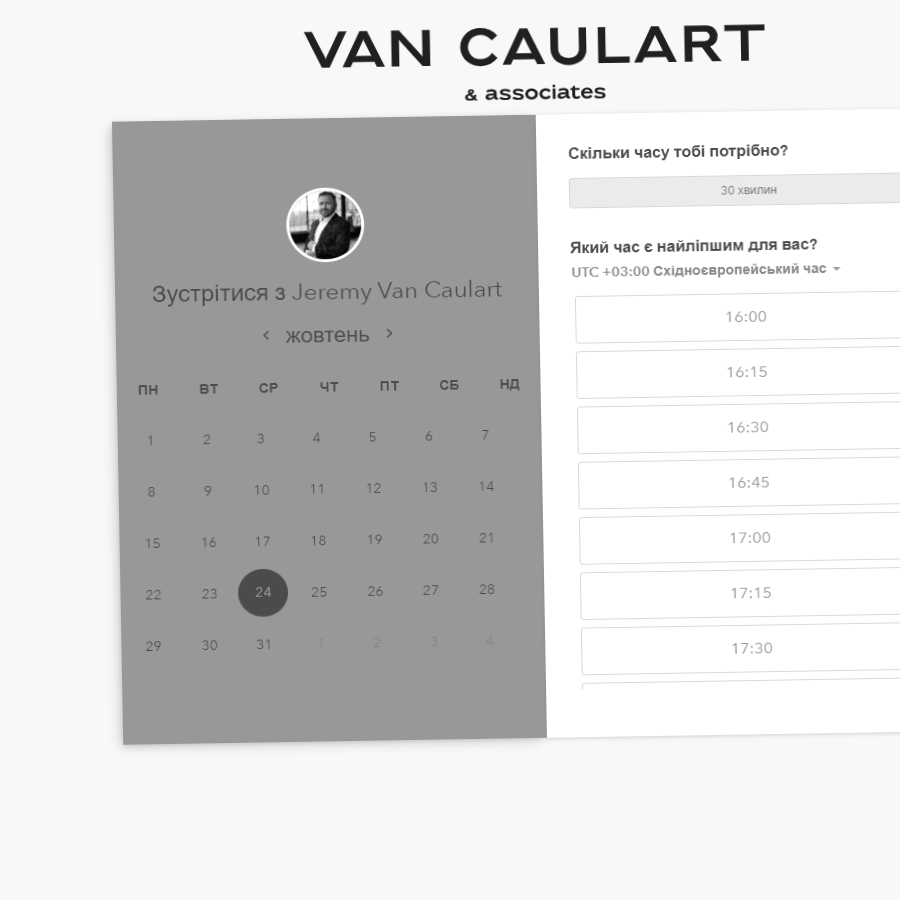 VAN CAULART
& associates
Зустрітися з Jeremy Van Caulart
жовтень
ПН ВТ СР ЧТ ПТ СБ НД
1 2 3 4 5 6 7
8 9 10 11 12 13 14
15 16 17 18 19 20 21
22 23 24 25 26 27 28
29 30 31 1 2 3 4
Скільки часу тобі потрібно?
30 хвилин
Який час є найліпшим для вас?
UTC +03:00 Східноєвропейський час
16:00
16:15
16:30
16:45
17:00
17:15
17:30